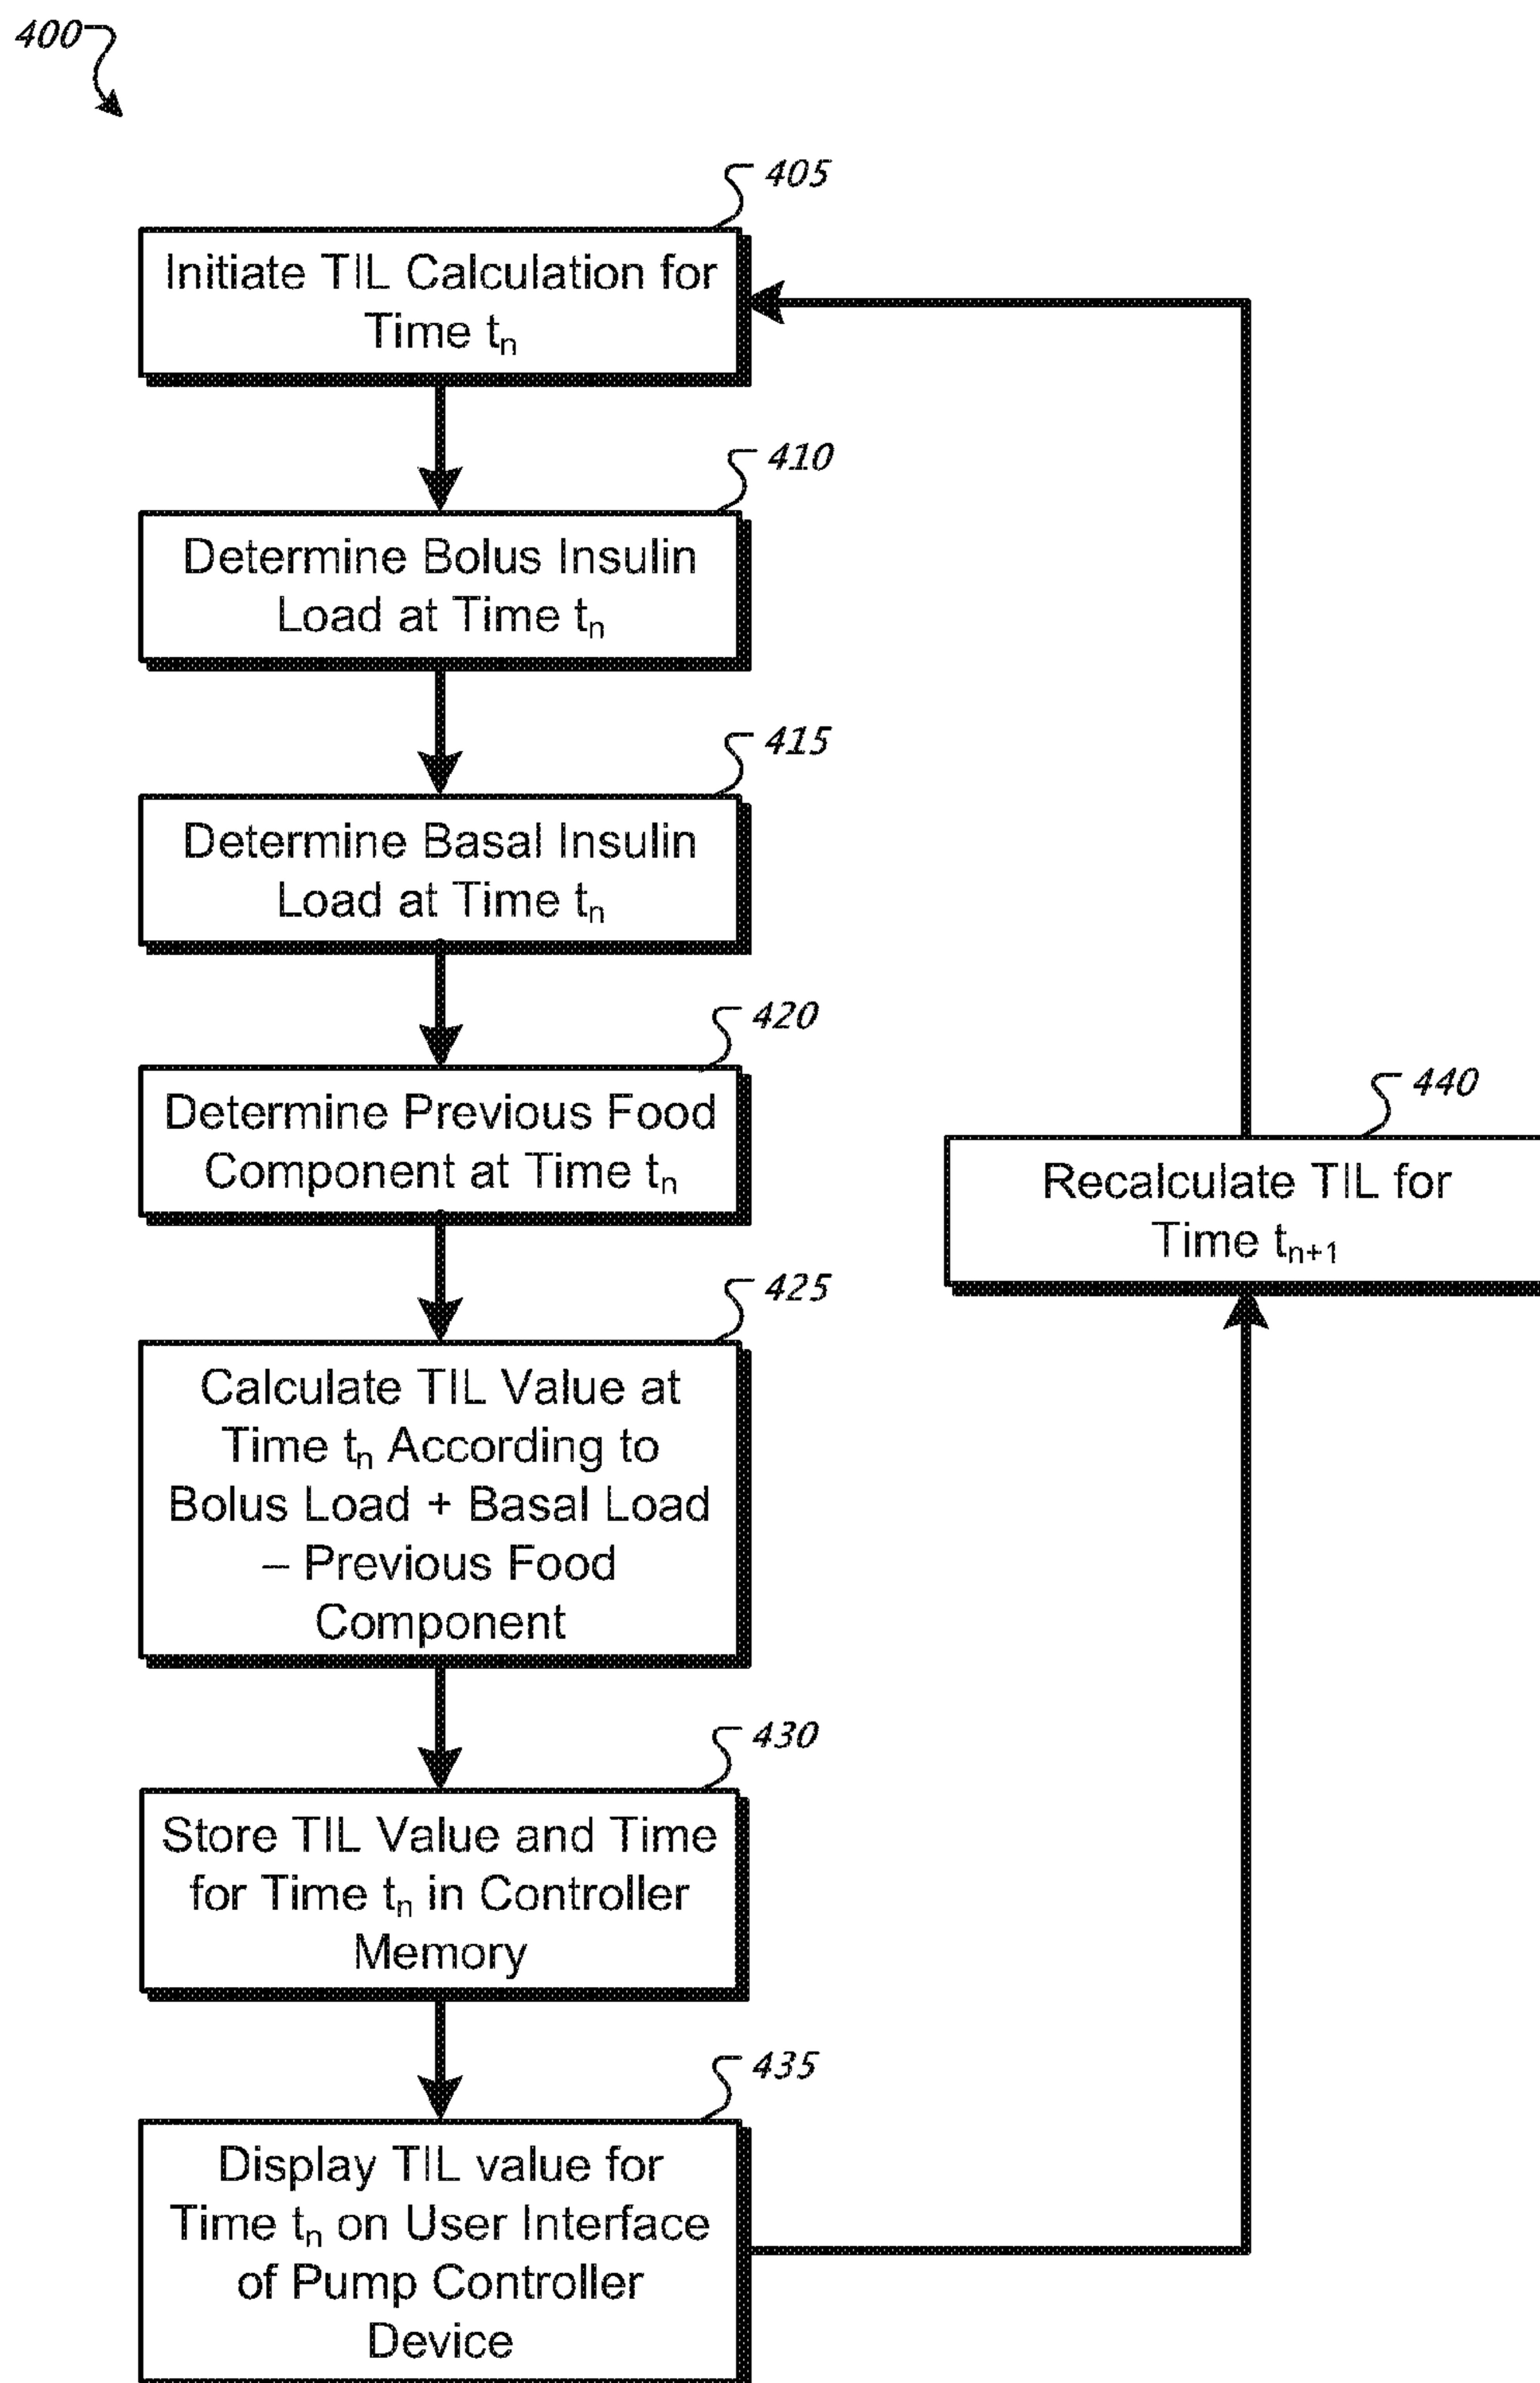 400
405
Initiate TIL Calculation for
Time tn
410
Determine Bolus Insulin
Load at Time tn
415
Determine Basal Insulin
Load at Time tn
420
Determine Previous Food
Component at Time tn
440
Recalculate TIL for
Time tn+1
425
Calculate TIL Value at
Time tn According to
Bolus Load + Basal Load
– Previous Food
Component
430
Store TIL Value and Time
for Time tn in Controller
Memory
435
Display TIL value for
Time tn on User Interface
of Pump Controller
Device